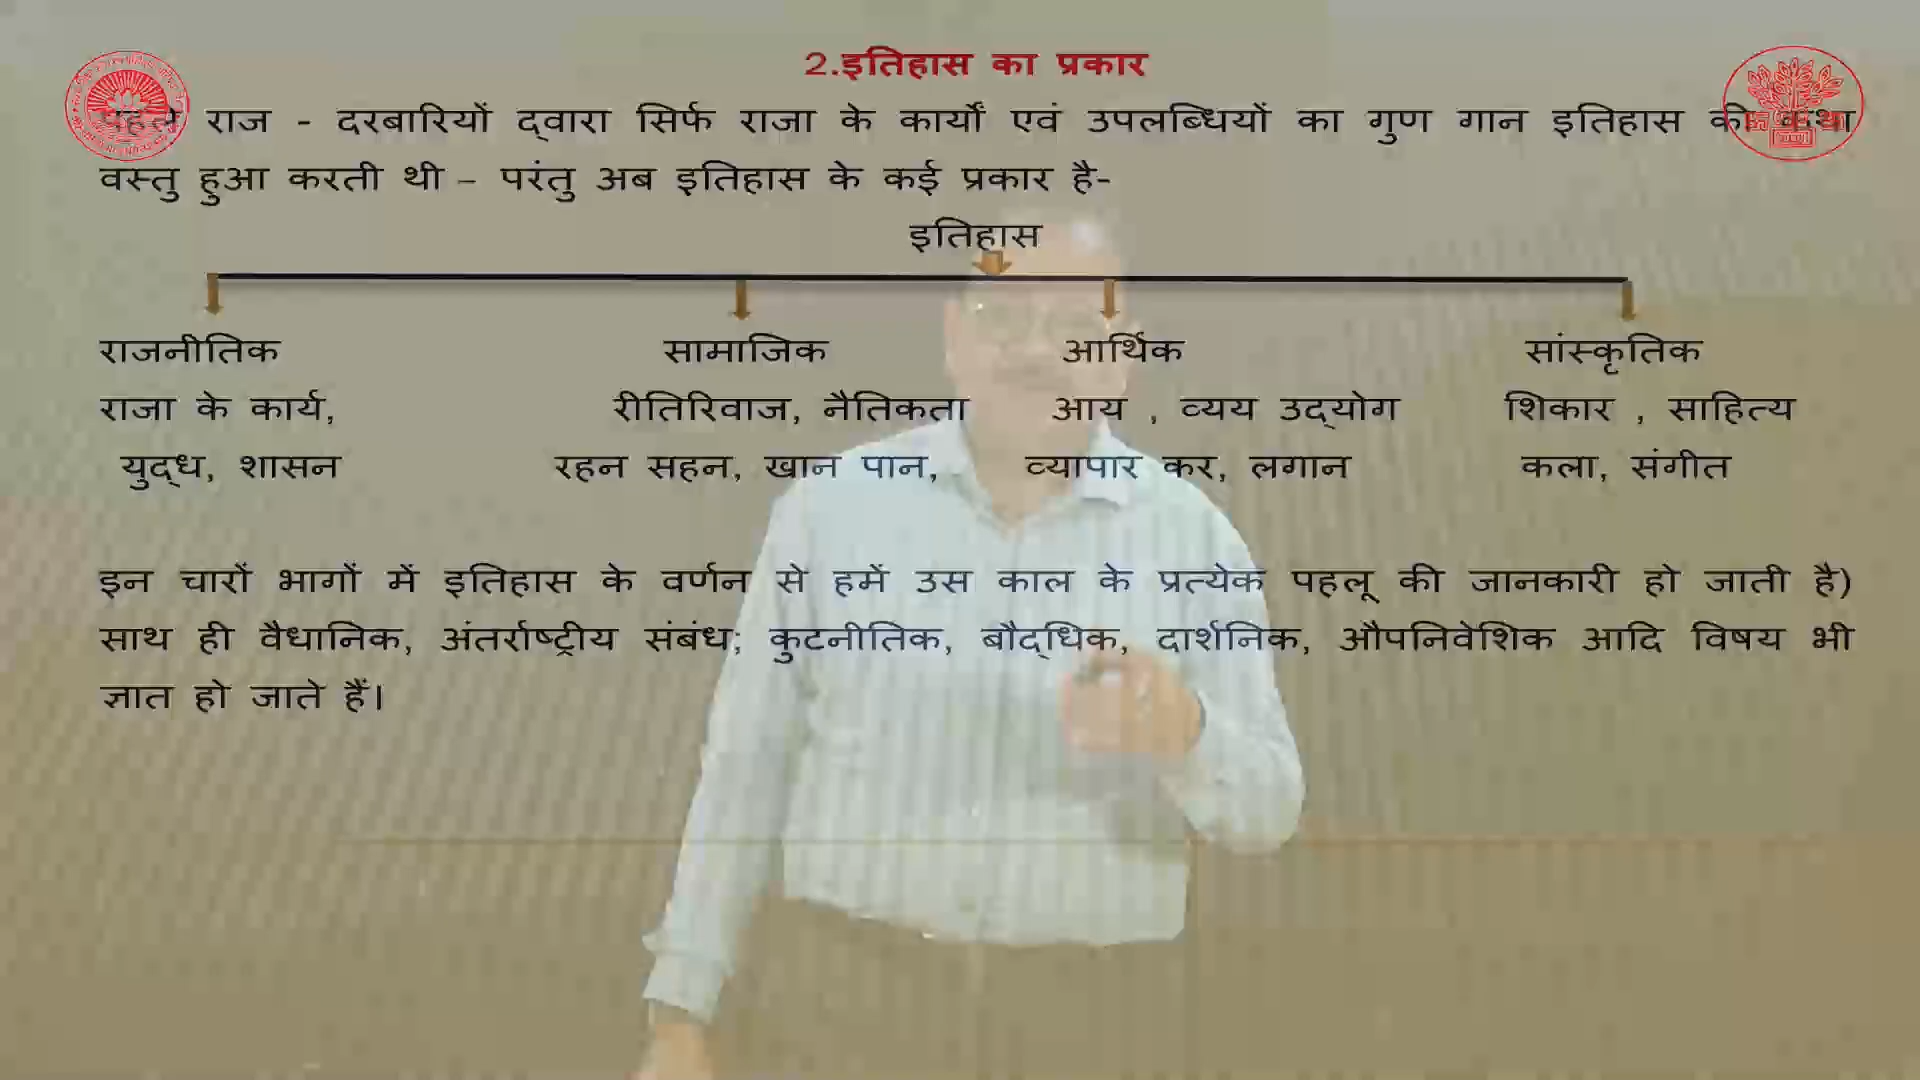 2.इतिहास का प्रकार
पहले राज - दरबारियों द्वारा सिर्फ राजा के कार्यों एवं उपलब्धियों का गुण गान इतिहास की कथा
वस्तु हुआ करती थी – परंतु अब इतिहास के कई प्रकार है-
इतिहास
राजनीतिक सामाजिक आर्थिक सांस्कृतिक
राजा के कार्य, रीतिरिवाज, नैतिकता आय , व्यय उद्योग शिकार , साहित्य
युद्ध, शासन रहन सहन, खान पान, व्यापार कर, लगान कला, संगीत
इन चारों भागों में इतिहास के वर्णन से हमें उस काल के प्रत्येक पहलू की जानकारी हो जाती है)
साथ ही वैधानिक, अंतर्राष्ट्रीय संबंध; कुटनीतिक, बौद्धिक, दार्शनिक, औपनिवेशिक आदि विषय भी
ज्ञात हो जाते हैं।